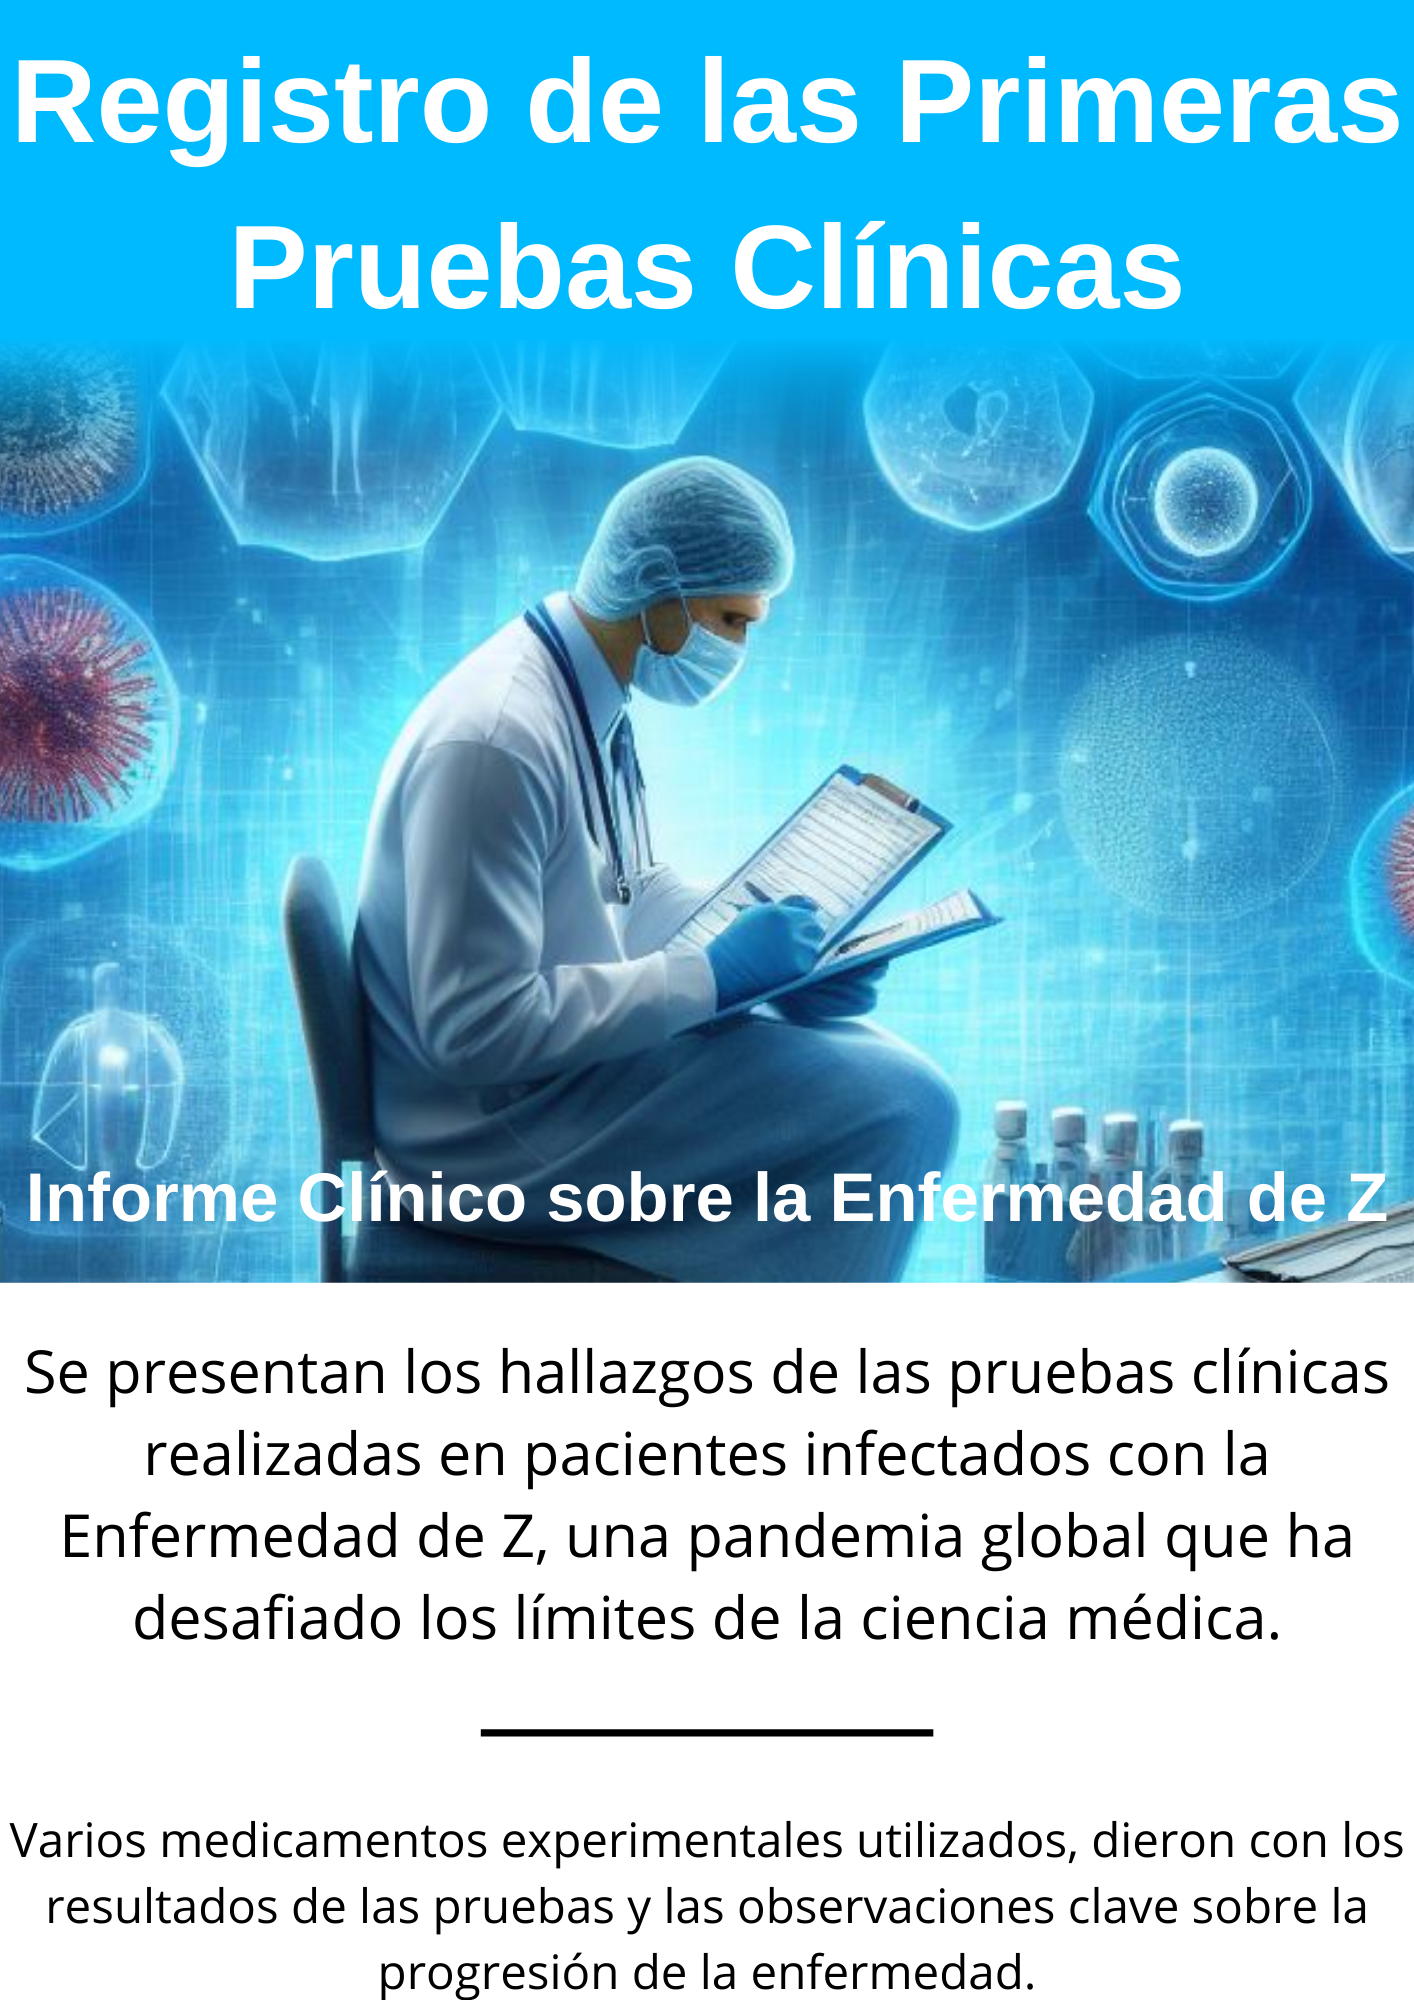 Registro de las Primeras
Pruebas Clínicas
Informe Clínico sobre la Enfermedad de Z
Se presentan los hallazgos de las pruebas clínicas
realizadas en pacientes infectados con la
Enfermedad de Z, una pandemia global que ha
desafiado los límites de la ciencia médica.
Varios medicamentos experimentales utilizados, dieron con los
resultados de las pruebas y las observaciones clave sobre la
progresión de la enfermedad.